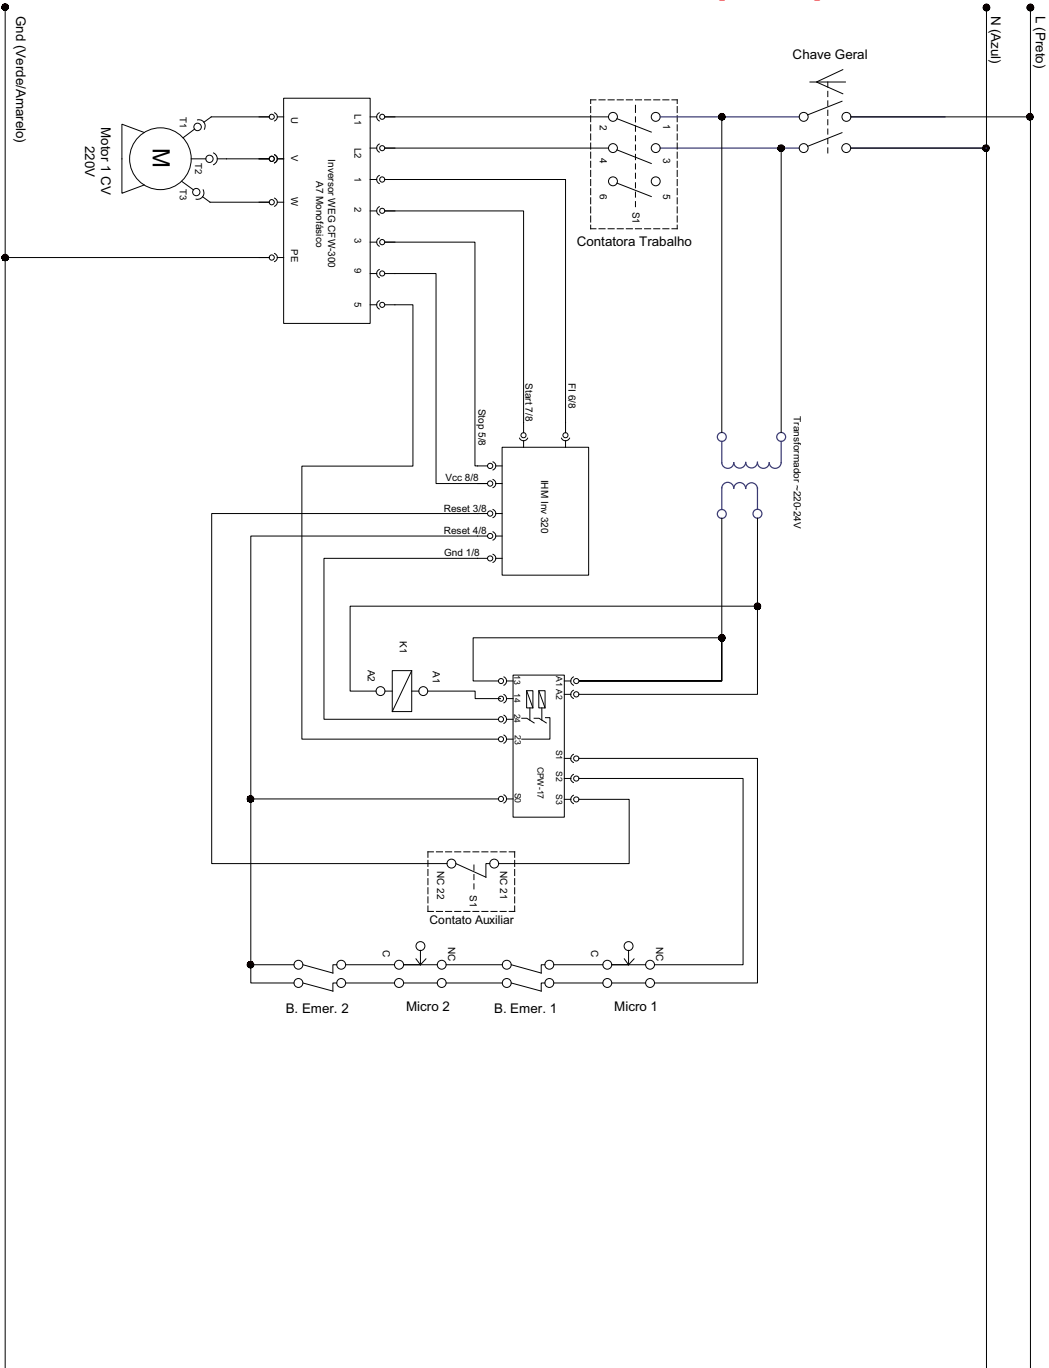 Gnd (Verde/Amarelo)
N (Azul)
L (Preto)
Chave Geral
T1
T2
T3
M
Motor 1 CV
220V
U
V
W
PE
Inversor WEG CFW-300
A7 Monofásico
L1
L2
1
2
3
9
5
2
1
4
3
6
5
S1
Contatora Trabalho
Transformador ~220-24V
FI 6/8
Start 7/8
Stop 5/8
Vcc 8/8
Reset 3/8
Reset 4/8
Gnd 1/8
IHM Inv 320
K1
A2
A1
13
14
24
23
S0
A1
A2
S1
S2
S3
CPW-17
NC 22
NC 21
S1
Contato Auxiliar
C
NC
C
NC
B. Emer. 2
Micro 2
B. Emer. 1
Micro 1